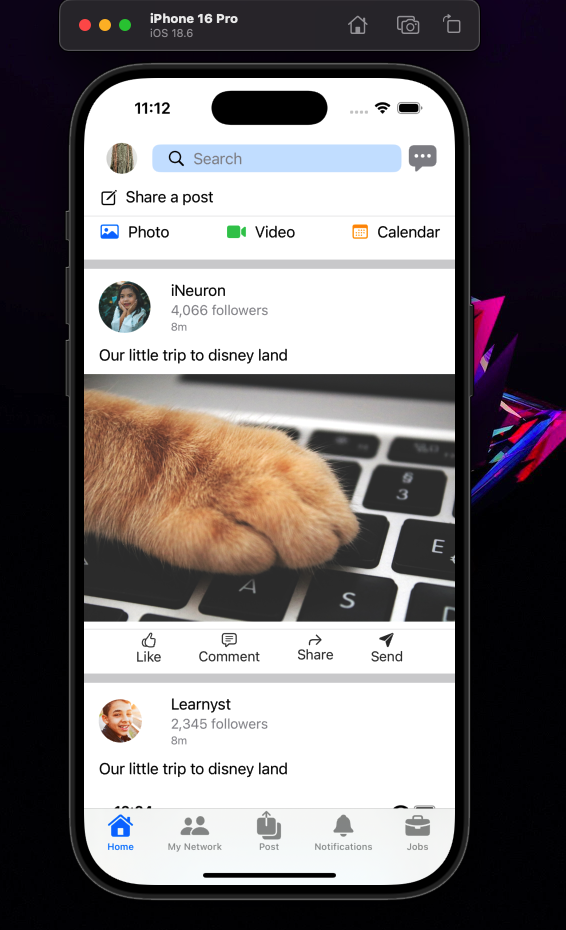 iPhone 16 Pro
iOS 18.6
11:12
Search
Share a post
Photo Video Calendar
iNeuron
4,066 followers
8m
Our little trip to disney land
§
3
E
A S
Like Comment Share Send
Learnyst
2,345 followers
8m
Our little trip to disney land
Home My Network Post Notifications Jobs